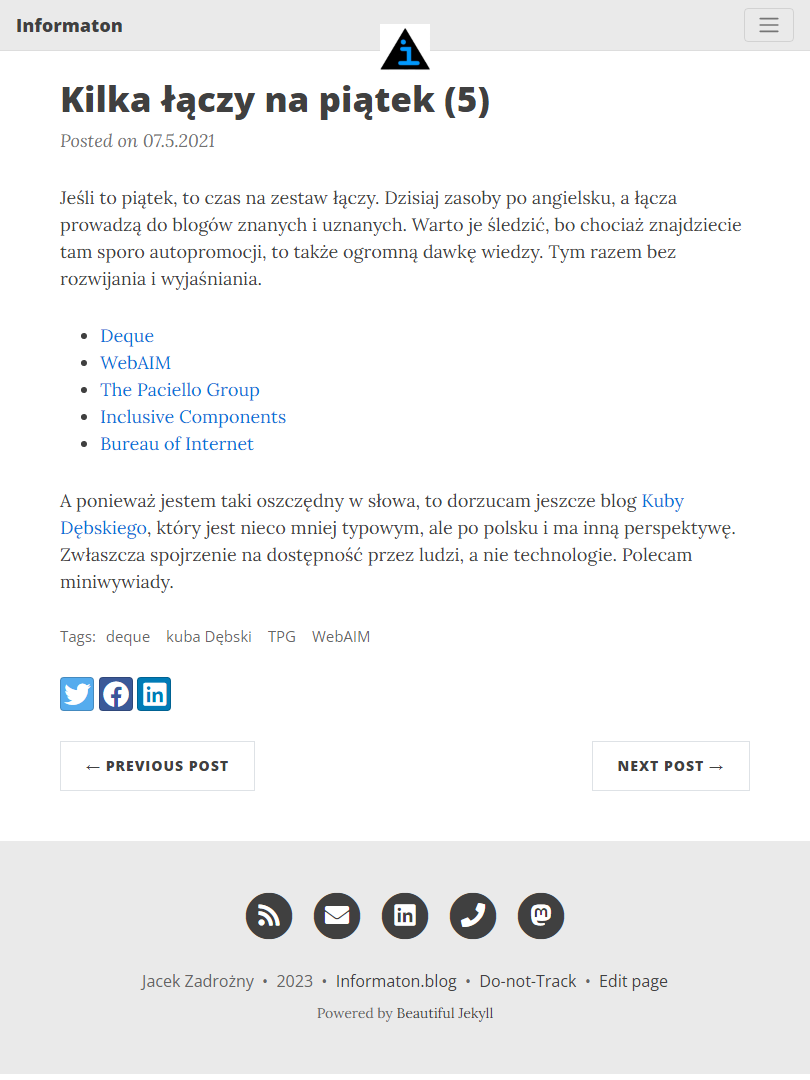 Informaton
i
Kilka łączy na piątek (5)
Posted on 07.5.2021
Jeśli to piątek, to czas na zestaw łączy. Dzisiaj zasoby po angielsku, a łącza
prowadzą do blogów znanych i uznanych. Warto je śledzić, bo chociaż znajdziecie
tam sporo autopromocji, to także ogromną dawkę wiedzy. Tym razem bez
rozwijania i wyjaśniania.
Deque
WebAIM
The Paciello Group
Inclusive Components
Bureau of Internet
A ponieważ jestem taki oszczędny w słowa, to dorzucam jeszcze blog Kuby
Dębskiego, który jest nieco mniej typowym, ale po polsku i ma inną perspektywę.
Zwłaszcza spojrzenie na dostępność przez ludzi, a nie technologie. Polecam
miniwywiady.
Tags: deque kuba Dębski TPG WebAIM
← PREVIOUS POST
NEXT POST →
Jacek Zadrożny • 2023 • Informaton.blog • Do-not-Track • Edit page
Powered by Beautiful Jekyll